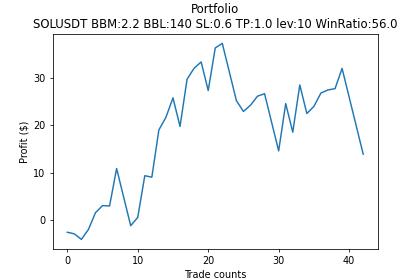 Portfolio
SOLUSDT BBM:2.2 BBL:140 SL:0.6 TP:1.0 lev:10 WinRatio:56.0
Profit ($)
30
20
10
0
0
10
20
30
40
Trade counts